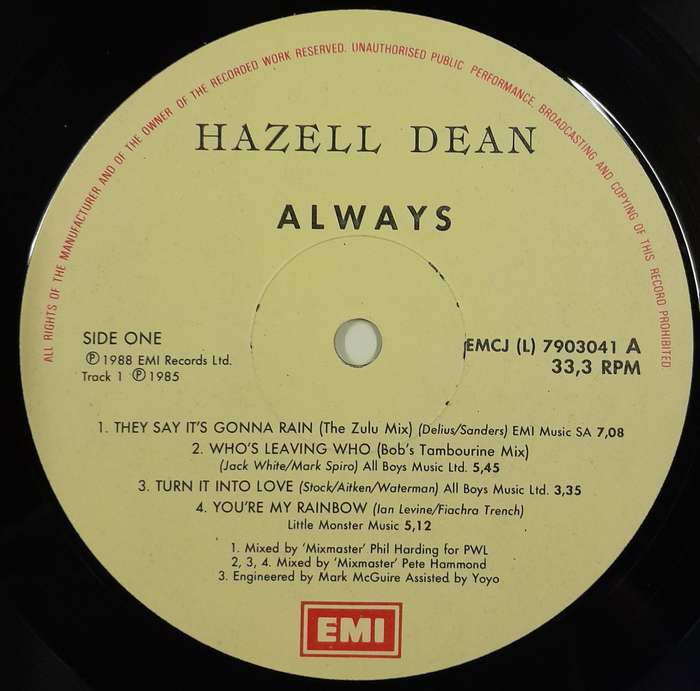 ALL RIGHTS OF THE MANUFACTURER AND OF THE OWNER OF THE RECORDED WORK RESERVED. UNAUTHORISED PUBLIC PERFORMANCE, BROADCASTING AND COPYING OF THIS RECORD PROHIBITED
HAZELL DEAN
ALWAYS
SIDE ONE
Ⓟ 1988 EMI Records Ltd.
Track 1 Ⓟ 1985
EMCJ (L) 7903041 A
33,3 RPM
1. THEY SAY IT'S GONNA RAIN (The Zulu Mix) (Delius/Sanders) EMI Music SA 7,08
2. WHO'S LEAVING WHO (Bob's Tambourine Mix)
(Jack White/Mark Spiro) All Boys Music Ltd. 5,45
3. TURN IT INTO LOVE (Stock/Aitken/Waterman) All Boys Music Ltd. 3,35
4. YOU'RE MY RAINBOW (Ian Levine/Fiachra Trench)
Little Monster Music 5,12
1. Mixed by 'Mixmaster' Phil Harding for PWL
2, 3, 4. Mixed by 'Mixmaster' Pete Hammond
3. Engineered by Mark McGuire Assisted by Yoyo
EMI